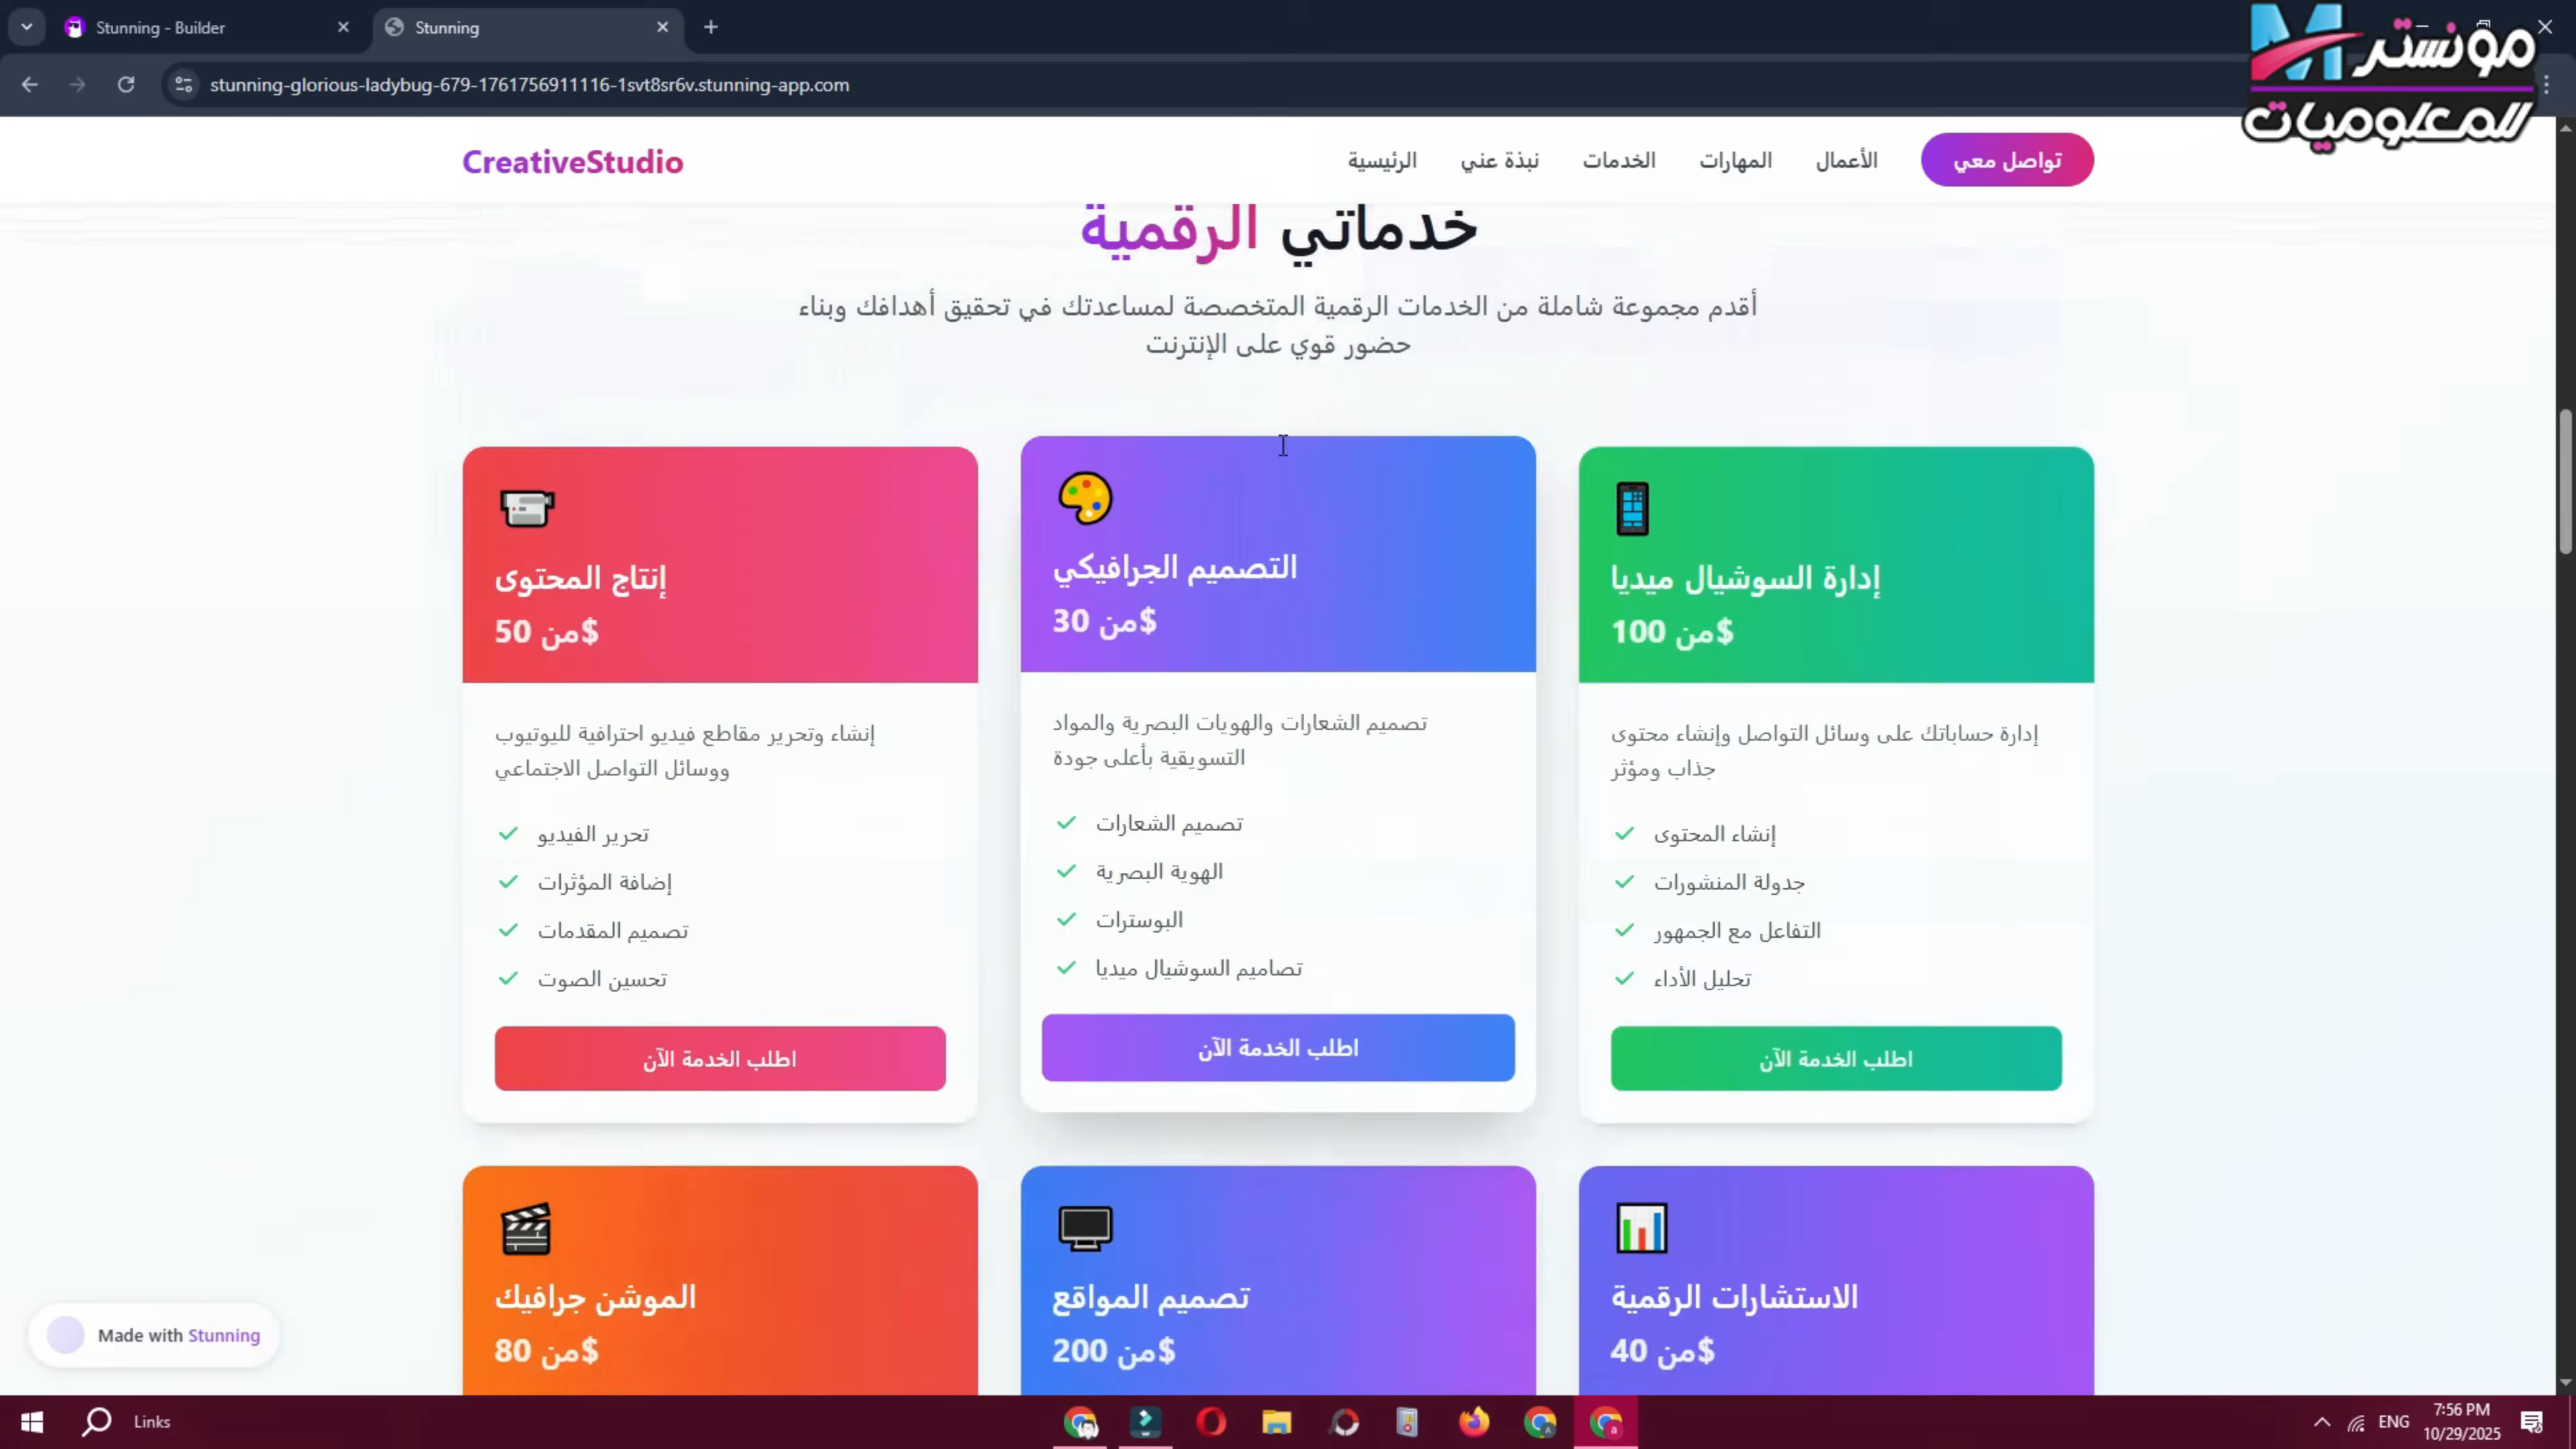 Stunning - Builder
Stunning
stunning-glorious-ladybug-679-1761756911116-1svt8sr6v.stunning-app.com
مونستر
للمعلوميات
CreativeStudio
الرئيسية
نبذة عني
الخدمات
المهارات
الأعمال
تواصل معي
خدماتي الرقمية
أقدم مجموعة شاملة من الخدمات الرقمية المتخصصة لمساعدتك في تحقيق أهدافك وبناء
حضور قوي على الإنترنت
إنتاج المحتوى
من 50$
إنشاء وتحرير مقاطع فيديو احترافية لليوتيوب
ووسائل التواصل الاجتماعي
تحرير الفيديو
إضافة المؤثرات
تصميم المقدمات
تحسين الصوت
اطلب الخدمة الآن
التصميم الجرافيكي
من 30$
تصميم الشعارات والهويات البصرية والمواد
التسويقية بأعلى جودة
تصميم الشعارات
الهوية البصرية
البوسترات
تصاميم السوشيال ميديا
اطلب الخدمة الآن
إدارة السوشيال ميديا
من 100$
إدارة حساباتك على وسائل التواصل وإنشاء محتوى
جذاب ومؤثر
إنشاء المحتوى
جدولة المنشورات
التفاعل مع الجمهور
تحليل الأداء
اطلب الخدمة الآن
الموشن جرافيك
من 80$
تصميم المواقع
من 200$
الاستشارات الرقمية
من 40$
Made with Stunning
Links
ENG
7:56 PM
10/29/2025